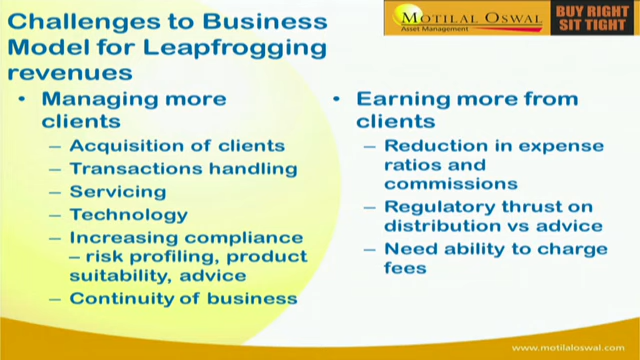 Challenges to Business
Model for Leapfrogging
revenues
MOTILAL OSWAL
Asset Management
BUY RIGHT
SIT TIGHT
• Managing more
clients
– Acquisition of clients
– Transactions handling
– Servicing
– Technology
– Increasing compliance
– risk profiling, product
suitability, advice
– Continuity of business
• Earning more from
clients
– Reduction in expense
ratios and
commissions
– Regulatory thrust on
distribution vs advice
– Need ability to charge
fees
www.motilaloswal.com